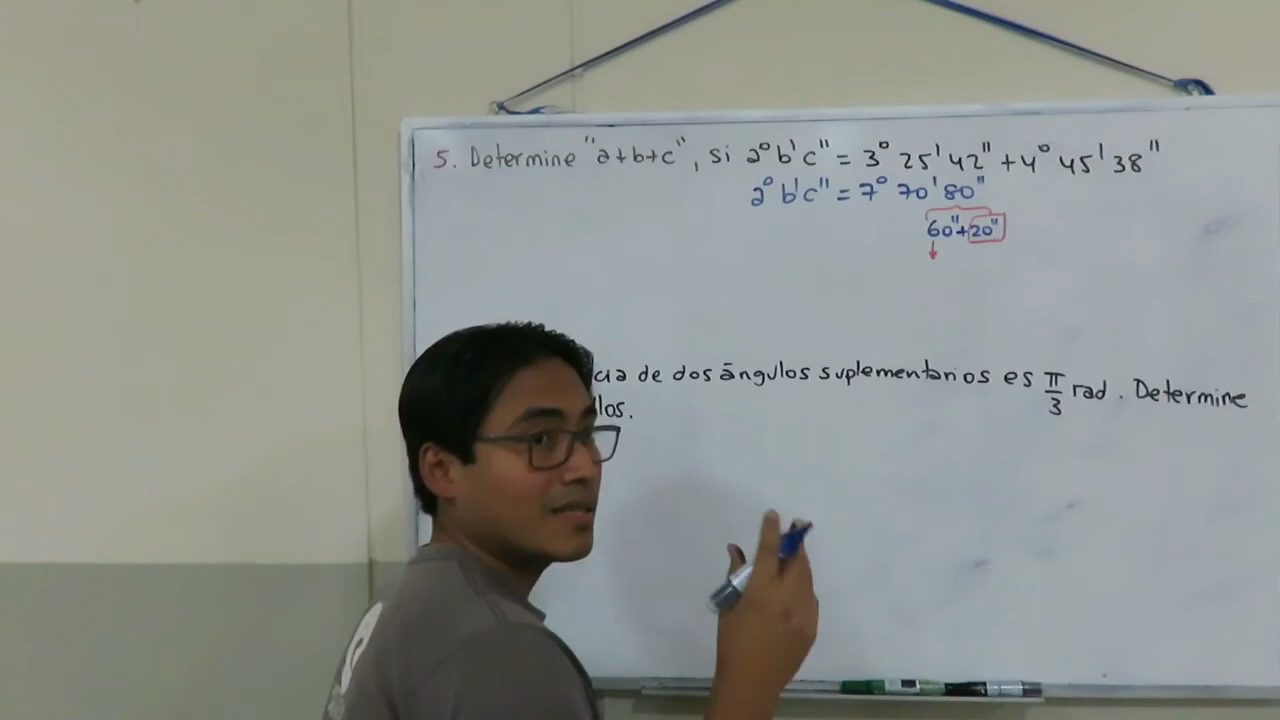 5. Determine "a+b+c", si a° b' c" = 3° 25' 42" + 4° 45' 38"
a° b' c" = 7° 70' 80"
60"+20"
cia de dos ángulos suplementarios es π/3 rad. Determine
los.